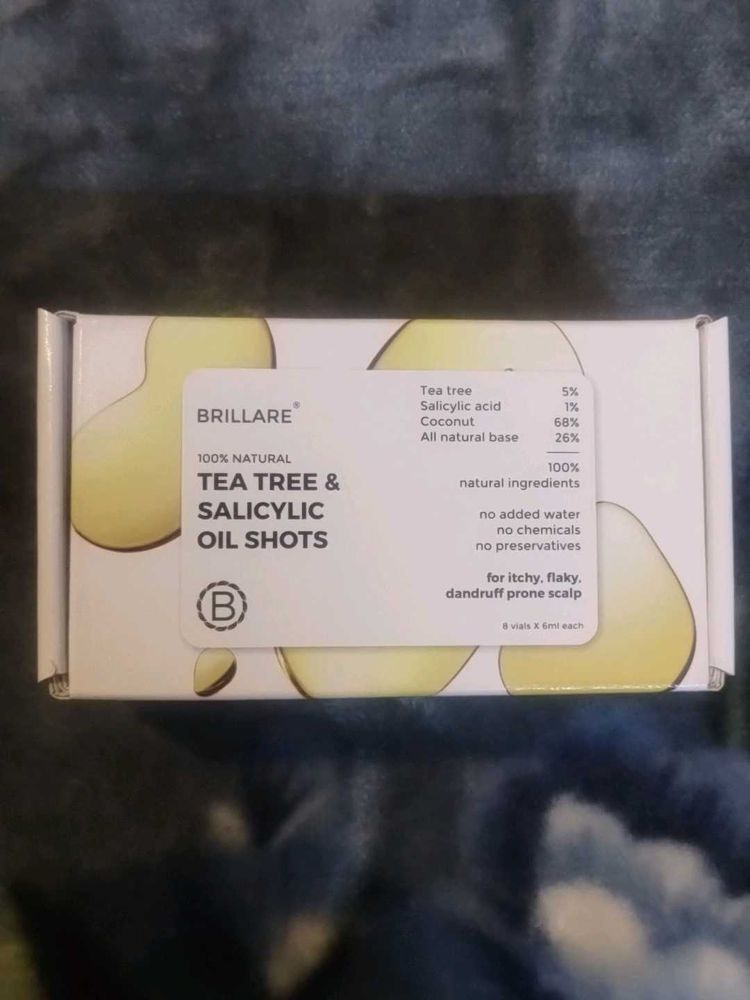 BRILLARE®
100% NATURAL
TEA TREE &
SALICYLIC
OIL SHOTS
B
Tea tree 5%
Salicylic acid 1%
Coconut 68%
All natural base 26%
100%
natural ingredients
no added water
no chemicals
no preservatives
for itchy, flaky,
dandruff prone scalp
8 vials X 6ml each